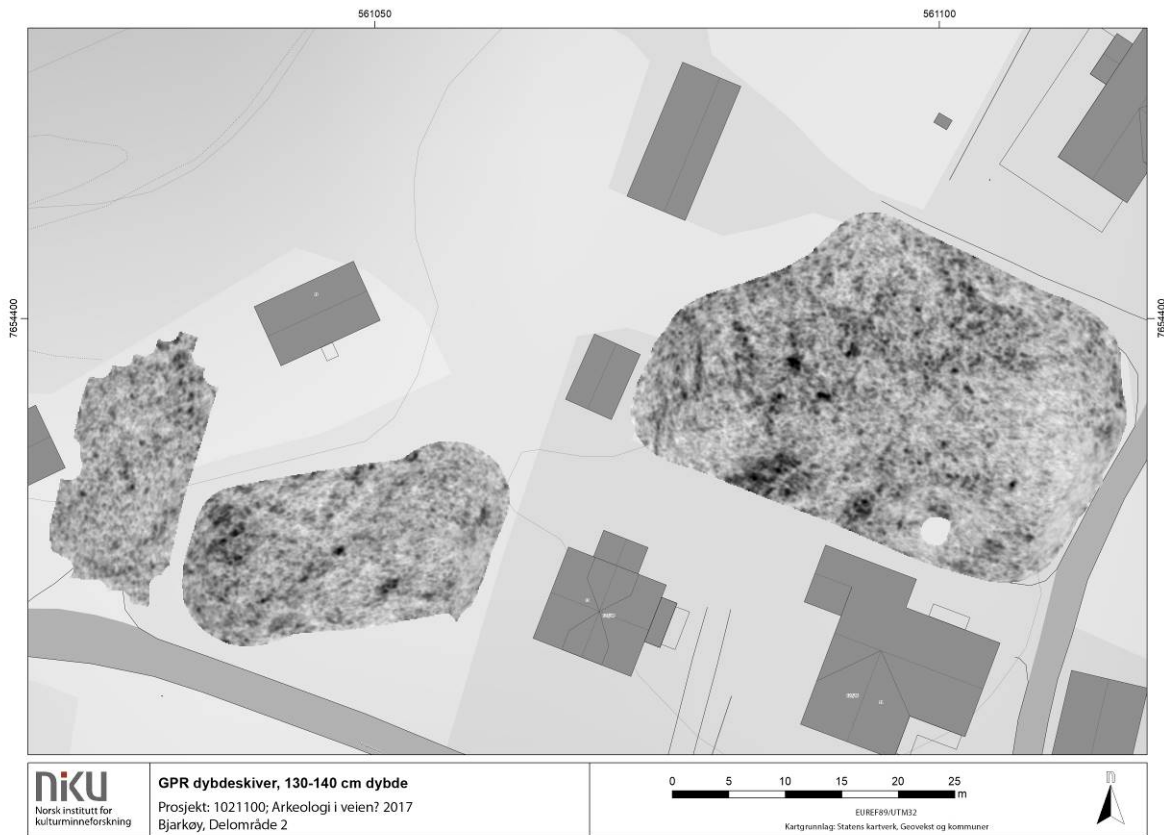 561050
561100
7654400
7654400
niku
Norsk institutt for
kulturminneforskning
GPR dybdeskiver, 130-140 cm dybde
Prosjekt: 1021100; Arkeologi i veien? 2017
Bjarkøy, Delområde 2
0 5 10 15 20 25
m
EUREF89/UTM32
Kartgrunnlag: Statens kartverk, Geovekst og kommuner
n